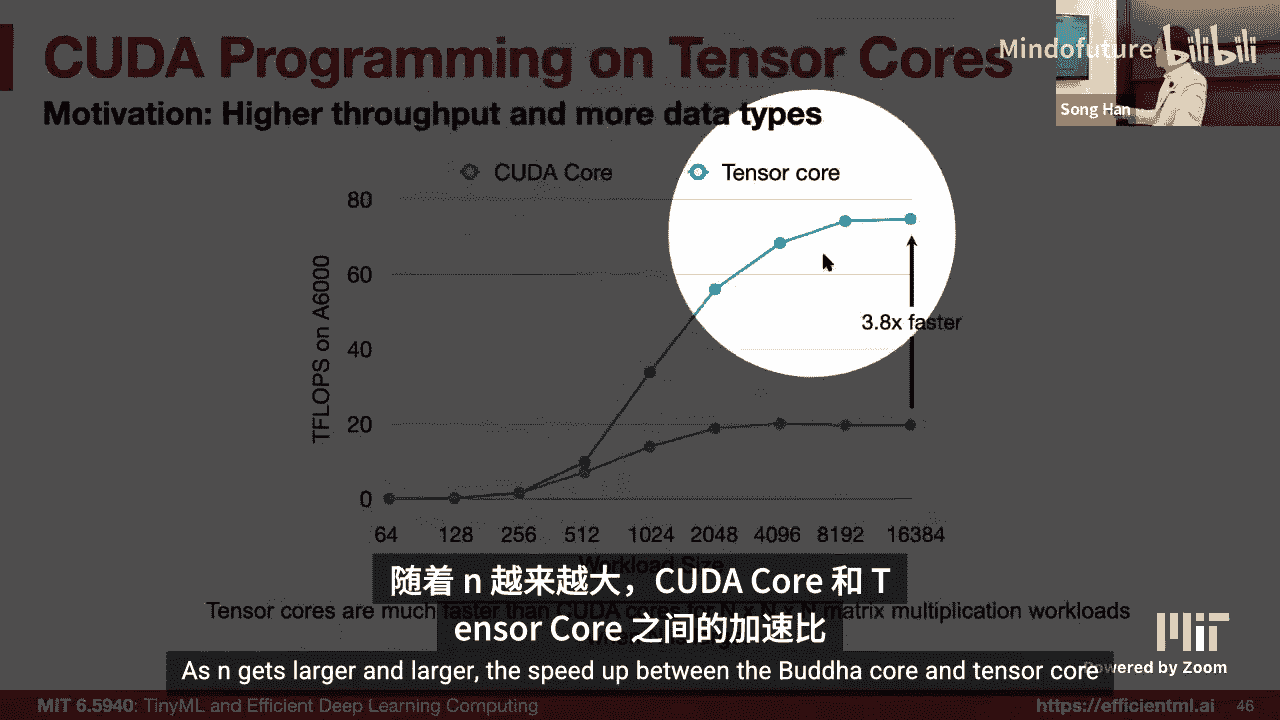 CUDA Programming on Tensor Cores
Mindofuture bilibili
Song Han
Motivation: Higher throughput and more data types
CUDA Core
Tensor core
80
60
40
20
0
TFLOPS on A6000
3.8x faster
64 128 256 512 1024 2048 4096 8192 16384
Workload Size
随着 n 越来越大，CUDA Core 和 T
Tensor cores are much faster than CUDA cores for N x N x N matrix multiplication workloads
ensor Core 之间的加速比
As n gets larger and larger, the speed up between the Buddha core and tensor core
MIT
Powered by Zoom
MIT 6.5940: TinyML and Efficient Deep Learning Computing
https://efficientml.ai
46